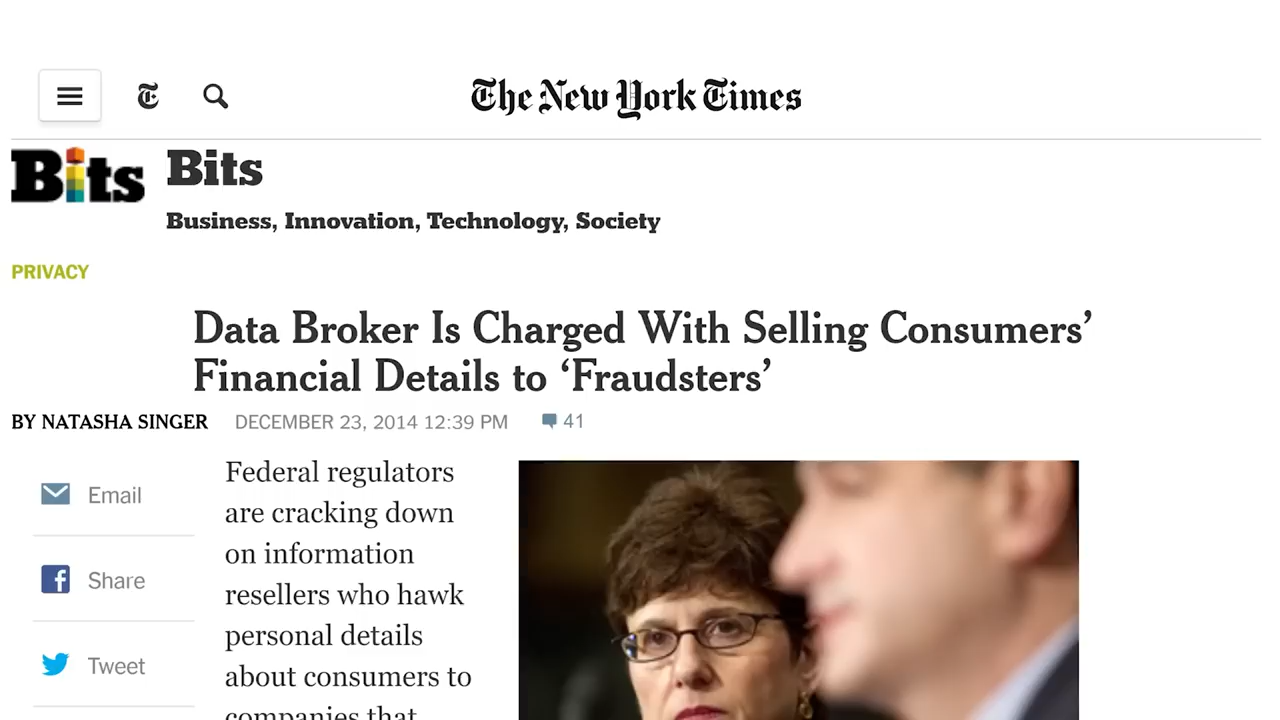 The New York Times
Bits
Bits
Business, Innovation, Technology, Society
PRIVACY
Data Broker Is Charged With Selling Consumers’
Financial Details to ‘Fraudsters’
BY NATASHA SINGER DECEMBER 23, 2014 12:39 PM 41
Email
Share
Tweet
Federal regulators
are cracking down
on information
resellers who hawk
personal details
about consumers to
companies that